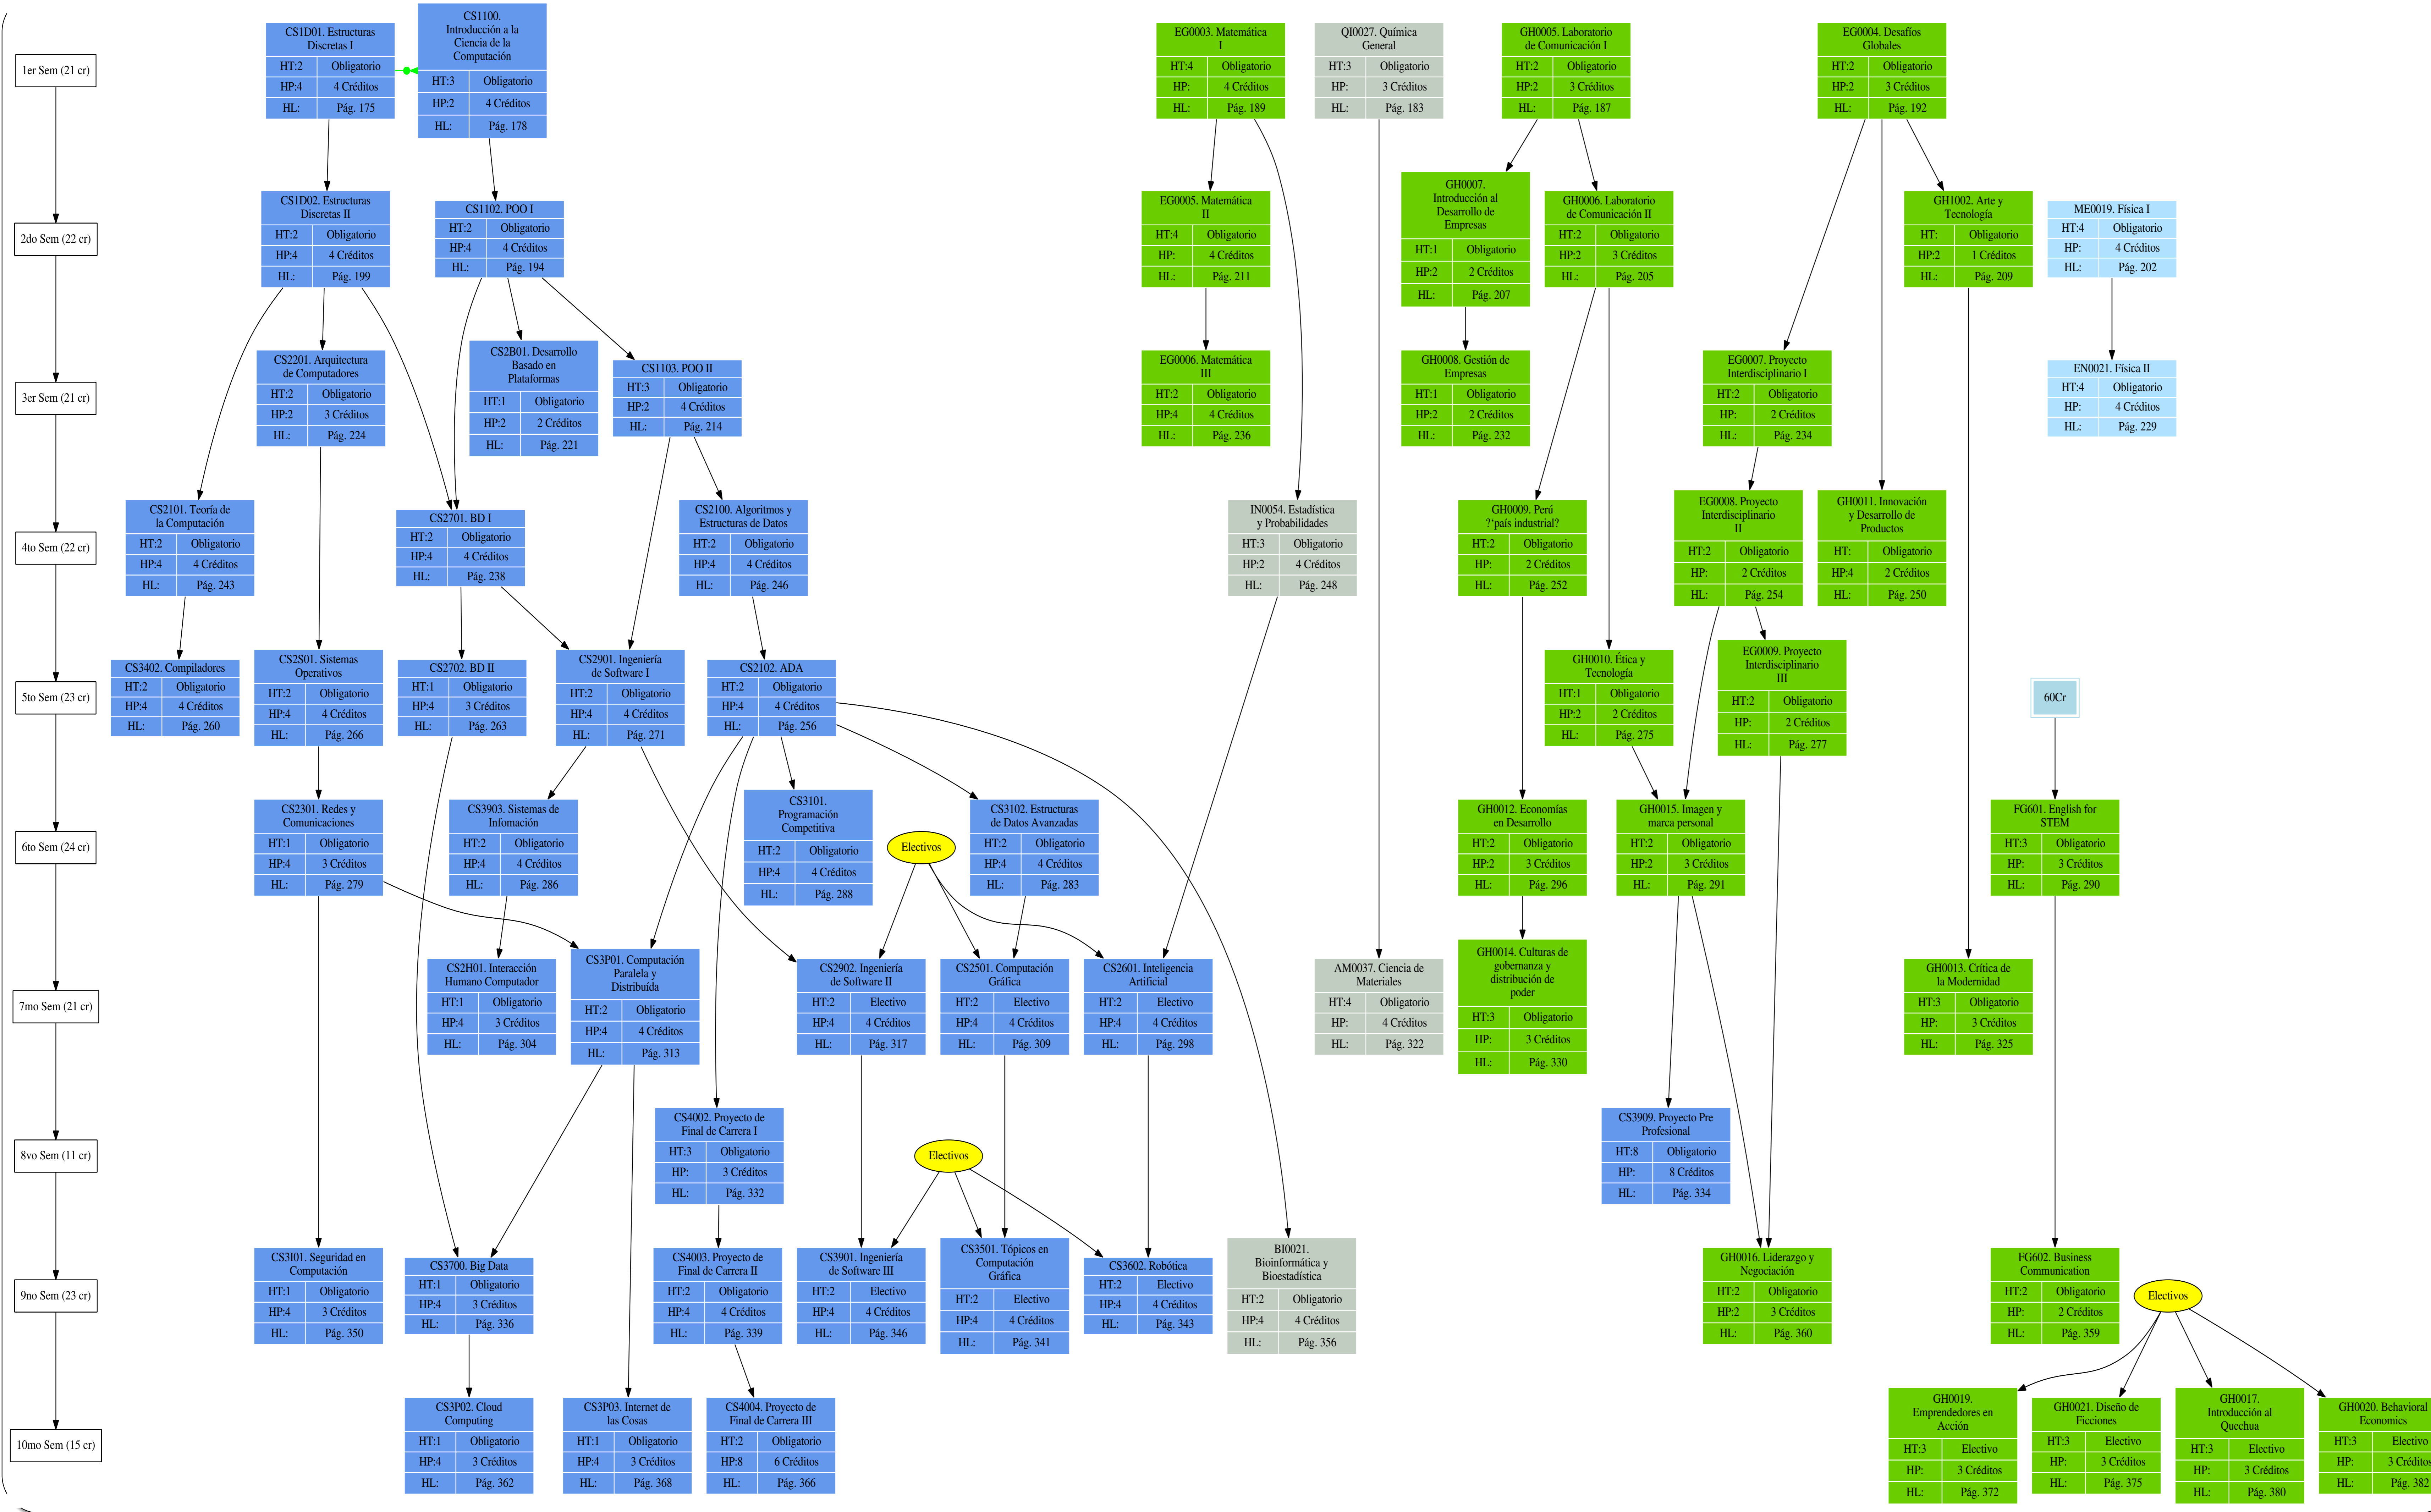 1er Sem (21 cr)
CS1D01. Estructuras
Discretas I
HT:2 Obligatorio
HP:4 4 Créditos
HL: Pág. 175
CS1100.
Introducción a la
Ciencia de la
Computación
HT:3 Obligatorio
HP:2 4 Créditos
HL: Pág. 178
EG0003. Matemática
I
HT:4 Obligatorio
HP: 4 Créditos
HL: Pág. 189
QI0027. Química
General
HT:3 Obligatorio
HP: 3 Créditos
HL: Pág. 183
GH0005. Laboratorio
de Comunicación I
HT:2 Obligatorio
HP:2 3 Créditos
HL: Pág. 187
EG0004. Desafíos
Globales
HT:2 Obligatorio
HP:2 3 Créditos
HL: Pág. 192
2do Sem (22 cr)
CS1D02. Estructuras
Discretas II
HT:2 Obligatorio
HP:4 4 Créditos
HL: Pág. 199
CS1102. POO I
HT:2 Obligatorio
HP:4 4 Créditos
HL: Pág. 194
EG0005. Matemática
II
HT:4 Obligatorio
HP: 4 Créditos
HL: Pág. 211
GH0007.
Introducción al
Desarrollo de
Empresas
HT:1 Obligatorio
HP:2 2 Créditos
HL: Pág. 207
GH0006. Laboratorio
de Comunicación II
HT:2 Obligatorio
HP:2 3 Créditos
HL: Pág. 205
GH1002. Arte y
Tecnología
HT: Obligatorio
HP:2 1 Créditos
HL: Pág. 209
ME0019. Física I
HT:4 Obligatorio
HP: 4 Créditos
HL: Pág. 202
3er Sem (21 cr)
CS2201. Arquitectura
de Computadores
HT:2 Obligatorio
HP:2 3 Créditos
HL: Pág. 224
CS2B01. Desarrollo
Basado en
Plataformas
HT:1 Obligatorio
HP:2 2 Créditos
HL: Pág. 221
CS1103. POO II
HT:3 Obligatorio
HP:2 4 Créditos
HL: Pág. 214
EG0006. Matemática
III
HT:2 Obligatorio
HP:4 4 Créditos
HL: Pág. 236
GH0008. Gestión de
Empresas
HT:1 Obligatorio
HP:2 2 Créditos
HL: Pág. 232
EG0007. Proyecto
Interdisciplinario I
HT:2 Obligatorio
HP: 2 Créditos
HL: Pág. 234
EN0021. Física II
HT:4 Obligatorio
HP: 4 Créditos
HL: Pág. 229
4to Sem (22 cr)
CS2101. Teoría de
la Computación
HT:2 Obligatorio
HP:4 4 Créditos
HL: Pág. 243
CS2701. BD I
HT:2 Obligatorio
HP:4 4 Créditos
HL: Pág. 238
CS2100. Algoritmos y
Estructuras de Datos
HT:2 Obligatorio
HP:4 4 Créditos
HL: Pág. 246
IN0054. Estadística
y Probabilidades
HT:3 Obligatorio
HP:2 4 Créditos
HL: Pág. 248
GH0009. Perú
?‘país industrial?
HT:2 Obligatorio
HP: 2 Créditos
HL: Pág. 252
EG0008. Proyecto
Interdisciplinario
II
HT:2 Obligatorio
HP: 2 Créditos
HL: Pág. 254
GH0011. Innovación
y Desarrollo de
Productos
HT: Obligatorio
HP:4 2 Créditos
HL: Pág. 250
5to Sem (23 cr)
CS3402. Compiladores
HT:2 Obligatorio
HP:4 4 Créditos
HL: Pág. 260
CS2S01. Sistemas
Operativos
HT:2 Obligatorio
HP:4 4 Créditos
HL: Pág. 266
CS2702. BD II
HT:1 Obligatorio
HP:4 3 Créditos
HL: Pág. 263
CS2901. Ingeniería
de Software I
HT:2 Obligatorio
HP:4 4 Créditos
HL: Pág. 271
CS2102. ADA
HT:2 Obligatorio
HP:4 4 Créditos
HL: Pág. 256
GH0010. Ética y
Tecnología
HT:1 Obligatorio
HP:2 2 Créditos
HL: Pág. 275
EG0009. Proyecto
Interdisciplinario
III
HT:2 Obligatorio
HP: 2 Créditos
HL: Pág. 277
60Cr
6to Sem (24 cr)
CS2301. Redes y
Comunicaciones
HT:1 Obligatorio
HP:4 3 Créditos
HL: Pág. 279
CS3903. Sistemas de
Infomación
HT:2 Obligatorio
HP:4 4 Créditos
HL: Pág. 286
CS3101.
Programación
Competitiva
HT:2 Obligatorio
HP:4 4 Créditos
HL: Pág. 288
Electivos
CS3102. Estructuras
de Datos Avanzadas
HT:2 Obligatorio
HP:4 4 Créditos
HL: Pág. 283
GH0012. Economías
en Desarrollo
HT:2 Obligatorio
HP:2 3 Créditos
HL: Pág. 296
GH0015. Imagen y
marca personal
HT:2 Obligatorio
HP:2 3 Créditos
HL: Pág. 291
FG601. English for
STEM
HT:3 Obligatorio
HP: 3 Créditos
HL: Pág. 290
7mo Sem (21 cr)
CS2H01. Interacción
Humano Computador
HT:1 Obligatorio
HP:4 3 Créditos
HL: Pág. 304
CS3P01. Computación
Paralela y
Distribuída
HT:2 Obligatorio
HP:4 4 Créditos
HL: Pág. 313
CS2902. Ingeniería
de Software II
HT:2 Electivo
HP:4 4 Créditos
HL: Pág. 317
CS2501. Computación
Gráfica
HT:2 Electivo
HP:4 4 Créditos
HL: Pág. 309
CS2601. Inteligencia
Artificial
HT:2 Electivo
HP:4 4 Créditos
HL: Pág. 298
AM0037. Ciencia de
Materiales
HT:4 Obligatorio
HP: 4 Créditos
HL: Pág. 322
GH0014. Culturas de
gobernanza y
distribución de
poder
HT:3 Obligatorio
HP: 3 Créditos
HL: Pág. 330
GH0013. Crítica de
la Modernidad
HT:3 Obligatorio
HP: 3 Créditos
HL: Pág. 325
8vo Sem (11 cr)
CS4002. Proyecto de
Final de Carrera I
HT:3 Obligatorio
HP: 3 Créditos
HL: Pág. 332
Electivos
CS3909. Proyecto Pre
Profesional
HT:8 Obligatorio
HP: 8 Créditos
HL: Pág. 334
9no Sem (23 cr)
CS3I01. Seguridad en
Computación
HT:1 Obligatorio
HP:4 3 Créditos
HL: Pág. 350
CS3700. Big Data
HT:1 Obligatorio
HP:4 3 Créditos
HL: Pág. 336
CS4003. Proyecto de
Final de Carrera II
HT:2 Obligatorio
HP:4 4 Créditos
HL: Pág. 339
CS3901. Ingeniería
de Software III
HT:2 Electivo
HP:4 4 Créditos
HL: Pág. 346
CS3501. Tópicos en
Computación
Gráfica
HT:2 Electivo
HP:4 4 Créditos
HL: Pág. 341
CS3602. Robótica
HT:2 Electivo
HP:4 4 Créditos
HL: Pág. 343
BI0021.
Bioinformática y
Bioestadística
HT:2 Obligatorio
HP:4 4 Créditos
HL: Pág. 356
GH0016. Liderazgo y
Negociación
HT:2 Obligatorio
HP:2 3 Créditos
HL: Pág. 360
FG602. Business
Communication
HT:2 Obligatorio
HP: 2 Créditos
HL: Pág. 359
Electivos
10mo Sem (15 cr)
CS3P02. Cloud
Computing
HT:1 Obligatorio
HP:4 3 Créditos
HL: Pág. 362
CS3P03. Internet de
las Cosas
HT:1 Obligatorio
HP:4 3 Créditos
HL: Pág. 368
CS4004. Proyecto de
Final de Carrera III
HT:2 Obligatorio
HP:8 6 Créditos
HL: Pág. 366
GH0019.
Emprendedores en
Acción
HT:3 Electivo
HP: 3 Créditos
HL: Pág. 372
GH0021. Diseño de
Ficciones
HT:3 Electivo
HP: 3 Créditos
HL: Pág. 375
GH0017.
Introducción al
Quechua
HT:3 Electivo
HP: 3 Créditos
HL: Pág. 380
GH0020. Behavioral
Economics
HT:3 Electivo
HP: 3 Créditos
HL: Pág. 382